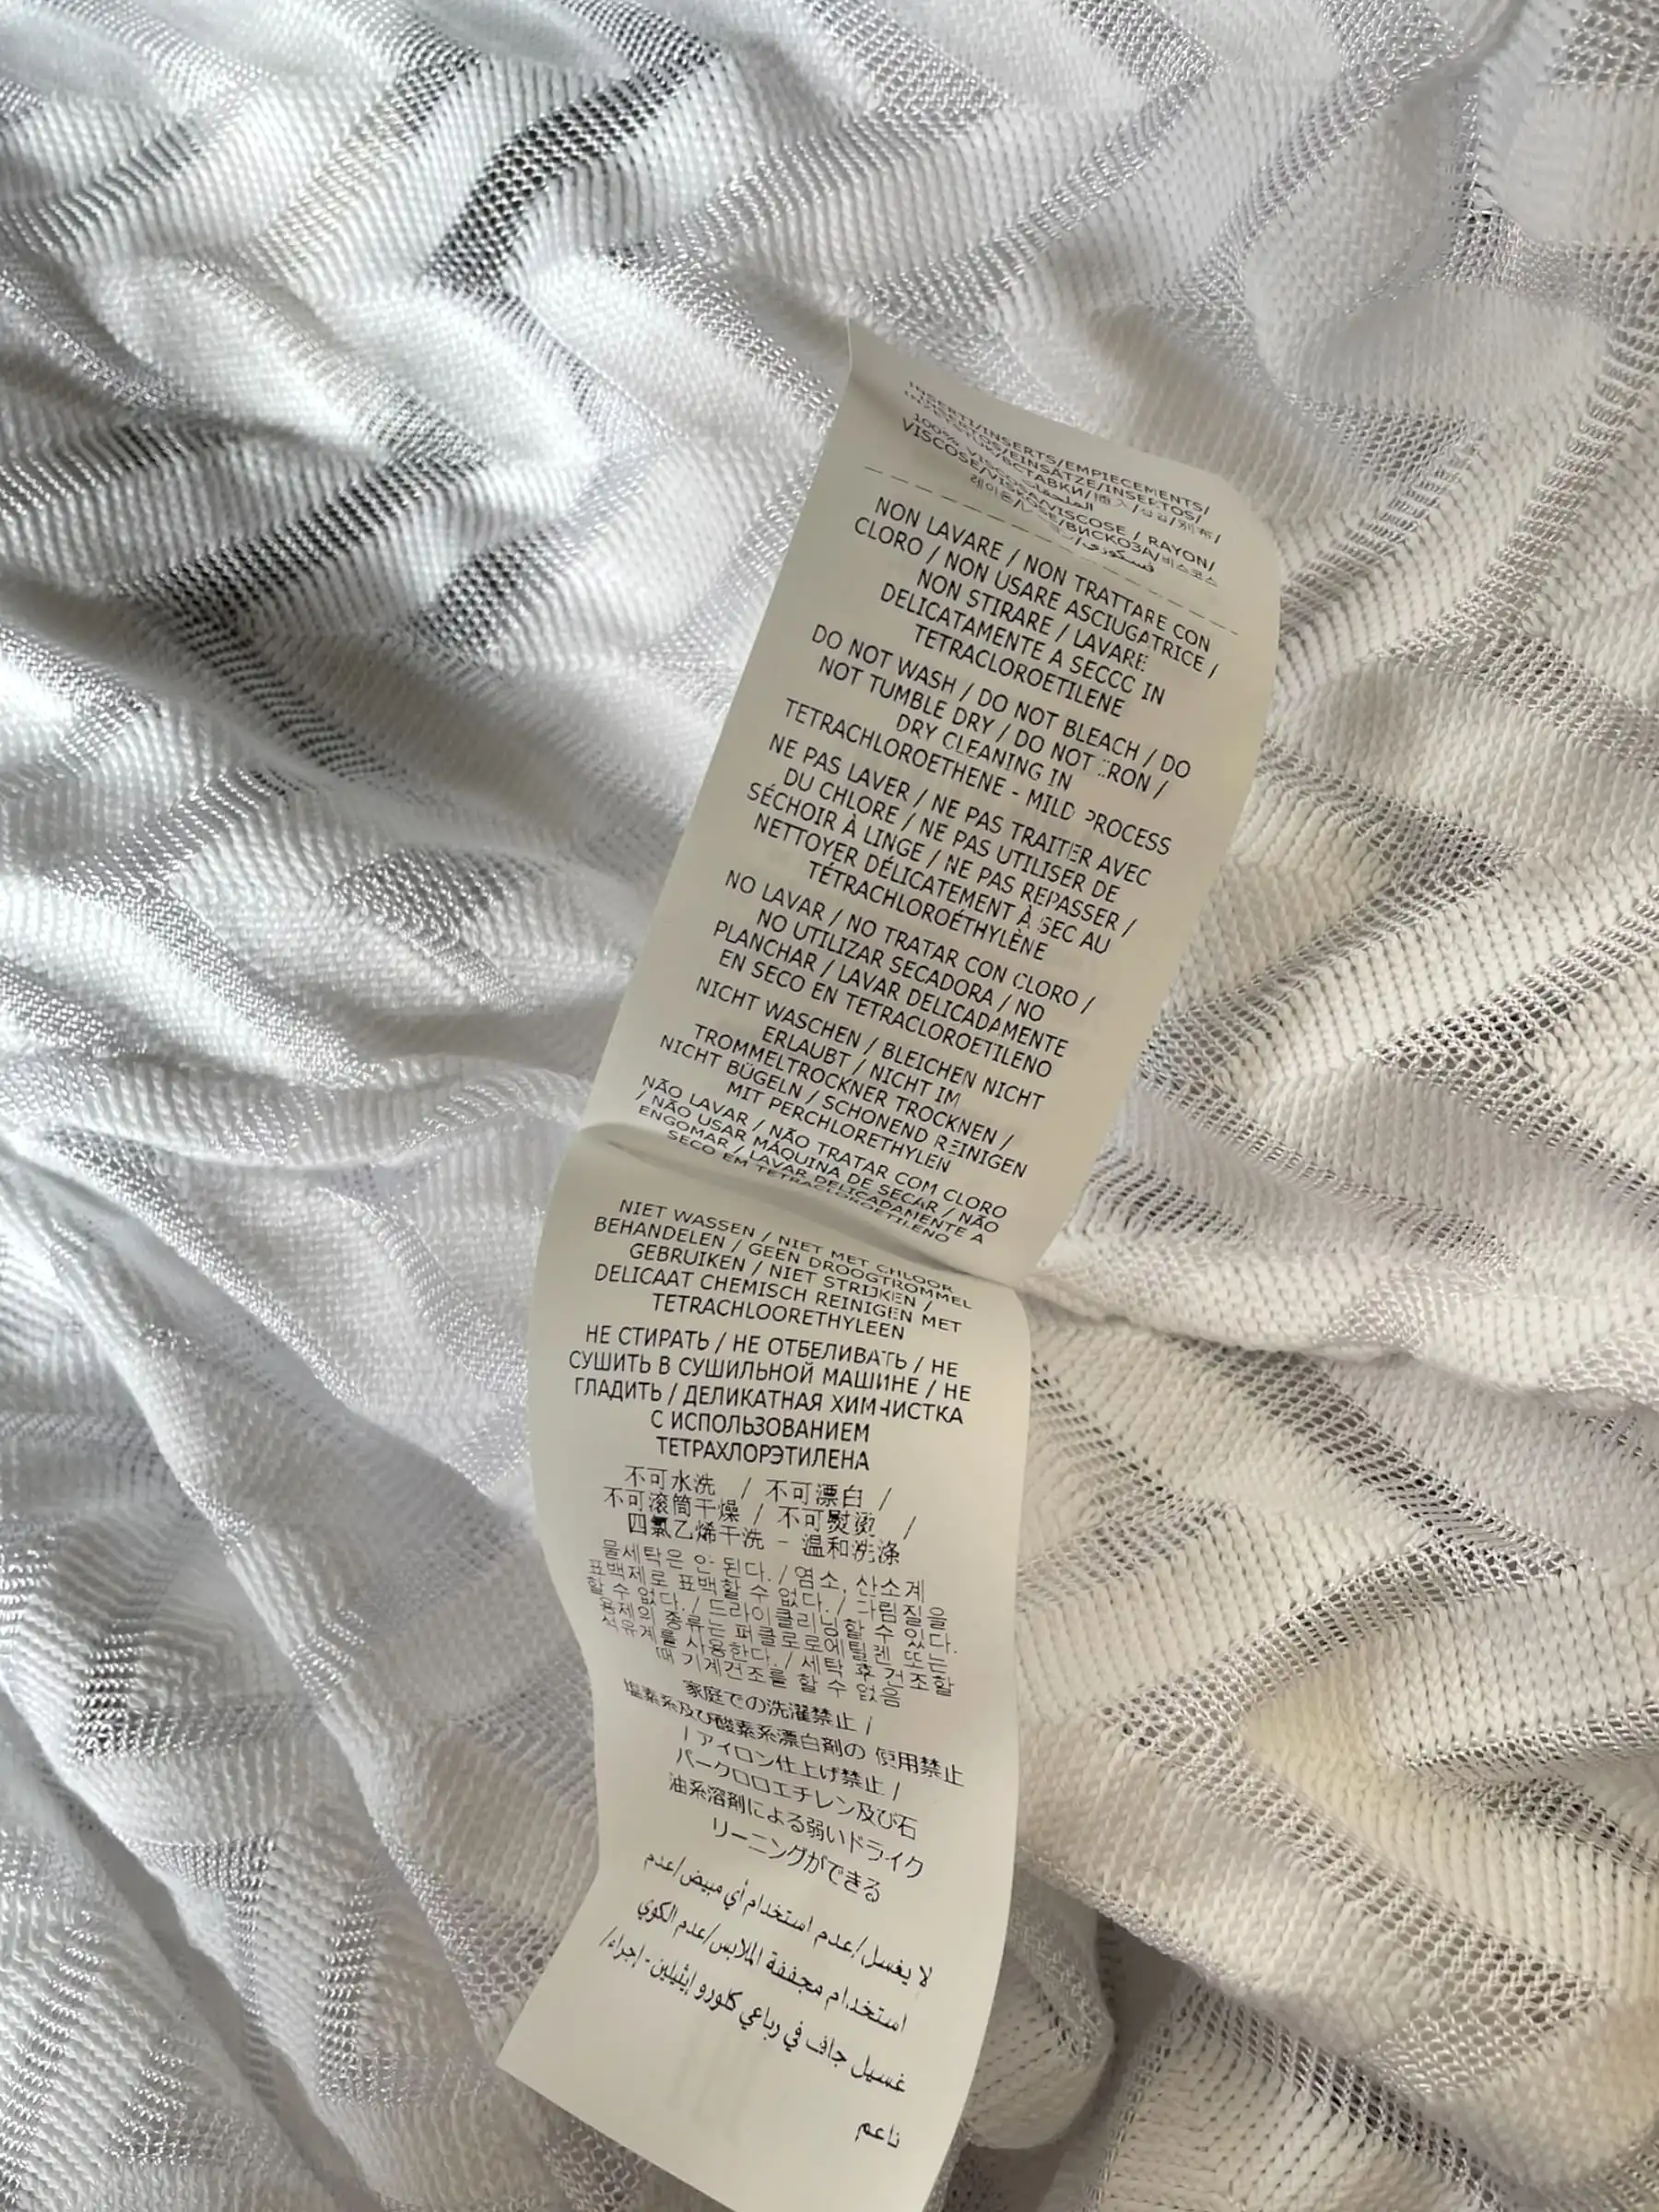 INSERTI/INSERTS/EMPIECEMENTS/
/EINSÄTZE/INSERTOS/
/ВСТАВКИ/插入/삽입/別布/
100% VISCOSA/VISCOSE / RAYON/
VISCOSE/VISKOSE/ВИСКОЗА/비스코스
NON LAVARE / NON TRATTARE CON
CLORO / NON USARE ASCIUGATRICE /
NON STIRARE / LAVARE
DELICATAMENTE A SECCC IN
TETRACLOROETILENE
DO NOT WASH / DO NOT BLEACH / DO
NOT TUMBLE DRY / DO NOT IRON /
DRY CLEANING IN
TETRACHLOROETHENE - MILD PROCESS
NE PAS LAVER / NE PAS TRAITER AVEC
DU CHLORE / NE PAS UTILISER DE
SÉCHOIR À LINGE / NE PAS REPASSER /
NETTOYER DÉLICATEMENT À SEC AU
TÉTRACHLOROÉTHYLÈNE
NO LAVAR / NO TRATAR CON CLORO /
NO UTILIZAR SECADORA / NO
PLANCHAR / LAVAR DELICADAMENTE
EN SECO EN TETRACLOROETILENO
NICHT WASCHEN / BLEICHEN NICHT
ERLAUBT / NICHT IM
TROMMELTROCKNER TROCKNEN /
NICHT BÜGELN / SCHONEND REINIGEN
MIT PERCHLORETHYLEN
NÃO LAVAR / NÃO TRATAR COM CLORO
/ NÃO USAR MÁQUINA DE SECAR / NÃO
ENGOMAR / LAVAR DELICADAMENTE A
SECO EM TETRACLOROETILENO
NIET WASSEN / NIET MET CHLOOR
BEHANDELEN / GEEN DROOGTROMMEL
GEBRUIKEN / NIET STRIJKEN /
DELICAAT CHEMISCH REINIGEN MET
TETRACHLOORETHYLEEN
НЕ СТИРАТЬ / НЕ ОТБЕЛИВАТЬ / НЕ
СУШИТЬ В СУШИЛЬНОЙ МАШИНЕ / НЕ
ГЛАДИТЬ / ДЕЛИКАТНАЯ ХИМЧИСТКА
С ИСПОЛЬЗОВАНИЕМ
ТЕТРАХЛОРЭТИЛЕНА
不可水洗 / 不可漂白 /
不可滚筒干燥 / 不可熨烫 /
四氯乙烯干洗 - 温和洗涤
물세탁은 안 된다. / 염소, 산소계
표백제로 표백할 수 없다. / 다림질을
할 수 없다. / 드라이클리닝할 수 있다.
용제의 종류는 퍼클로로에틸렌 또는
석유계를 사용한다. / 세탁 후 건조할
때 기계건조를 할 수 없음
家庭での洗濯禁止 /
塩素系及び酸素系漂白剤の 使用禁止
/ アイロン仕上げ禁止 /
パークロロエチレン及び石
油系溶剤による弱いドライク
リーニングができる
لا يغسل/عدم استخدام أي مبيض/عدم
استخدام مجففة الملابس/عدم الكوي
غسيل جاف في رباعي كلورو إيثيلين - إجراء/
ناعم